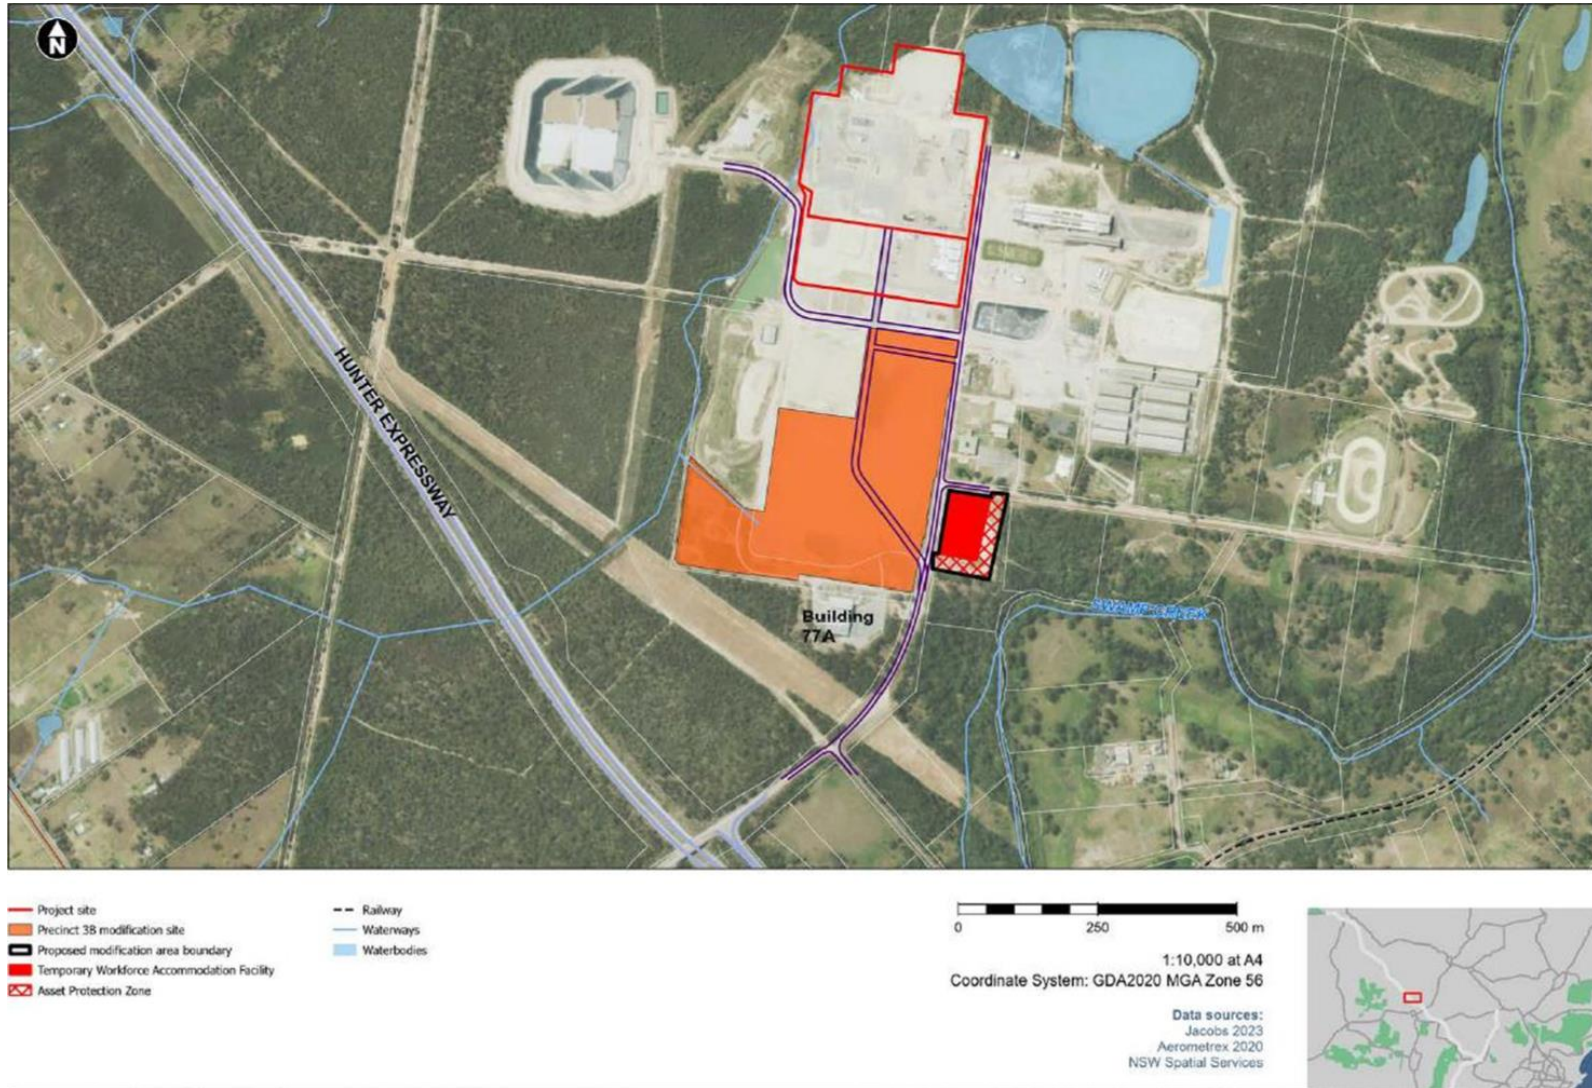 N
HUNTER EXPRESSWAY
Building
77A
SWAMP CREEK
Project site
Precinct 3B modification site
Proposed modification area boundary
Temporary Workforce Accommodation Facility
Asset Protection Zone
Railway
Waterways
Waterbodies
0 250 500 m
1:10,000 at A4
Coordinate System: GDA2020 MGA Zone 56
Data sources:
Jacobs 2023
Aerometrex 2020
NSW Spatial Services